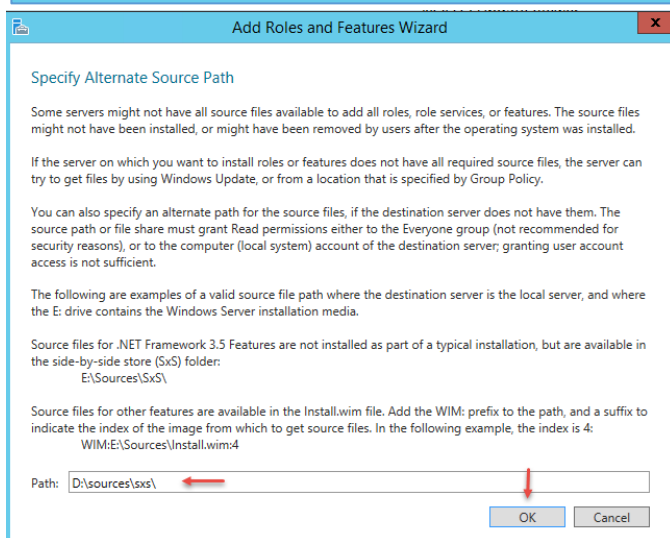 Add Roles and Features Wizard
x
Specify Alternate Source Path
Some servers might not have all source files available to add all roles, role services, or features. The source files
might not have been installed, or might have been removed by users after the operating system was installed.
If the server on which you want to install roles or features does not have all required source files, the server can
try to get files by using Windows Update, or from a location that is specified by Group Policy.
You can also specify an alternate path for the source files, if the destination server does not have them. The
source path or file share must grant Read permissions either to the Everyone group (not recommended for
security reasons), or to the computer (local system) account of the destination server; granting user account
access is not sufficient.
The following are examples of a valid source file path where the destination server is the local server, and where
the E: drive contains the Windows Server installation media.
Source files for .NET Framework 3.5 Features are not installed as part of a typical installation, but are available in
the side-by-side store (SxS) folder:
E:\Sources\SxS\
Source files for other features are available in the Install.wim file. Add the WIM: prefix to the path, and a suffix to
indicate the index of the image from which to get source files. In the following example, the index is 4:
WIM:E:\Sources\Install.wim:4
Path: D:\sources\sxs\
OK Cancel